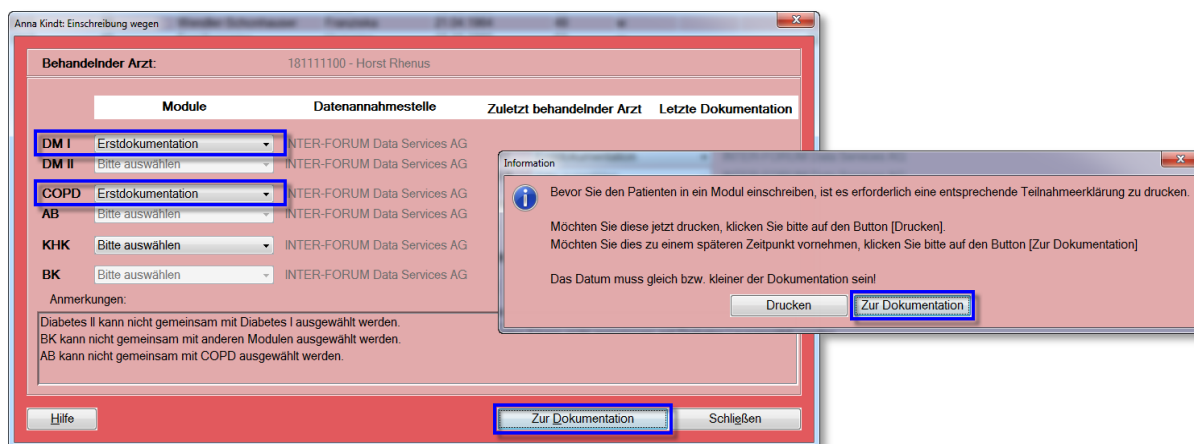 Anna Kindt: Einschreibung wegen
Behandelnder Arzt: 181111100 - Horst Rhenus
Module Datenannahmestelle Zuletzt behandelnder Arzt Letzte Dokumentation
DM I Erstdokumentation INTER-FORUM Data Services AG
DM II Bitte auswählen INTER-FORUM Data Services AG
COPD Erstdokumentation INTER-FORUM Data Services AG
AB Bitte auswählen INTER-FORUM Data Services AG
KHK Bitte auswählen INTER-FORUM Data Services AG
BK Bitte auswählen INTER-FORUM Data Services AG
Anmerkungen:
Diabetes II kann nicht gemeinsam mit Diabetes I ausgewählt werden.
BK kann nicht gemeinsam mit anderen Modulen ausgewählt werden.
AB kann nicht gemeinsam mit COPD ausgewählt werden.
Hilfe Zur Dokumentation Schließen
Information
Bevor Sie den Patienten in ein Modul einschreiben, ist es erforderlich eine entsprechende Teilnahmeerklärung zu drucken.
Möchten Sie diese jetzt drucken, klicken Sie bitte auf den Button [Drucken].
Möchten Sie dies zu einem späteren Zeitpunkt vornehmen, klicken Sie bitte auf den Button [Zur Dokumentation]
Das Datum muss gleich bzw. kleiner der Dokumentation sein!
Drucken Zur Dokumentation